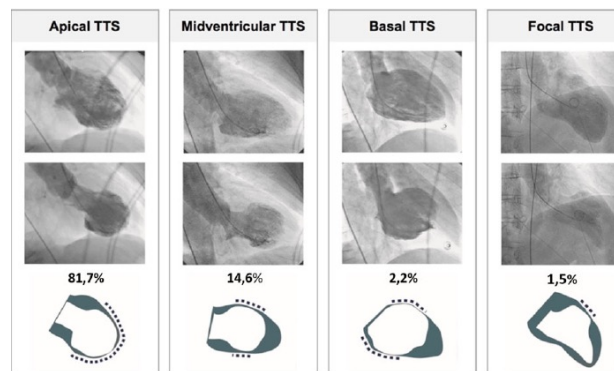 Apical TTS
Midventricular TTS
Basal TTS
Focal TTS
81,7%
14,6%
2,2%
1,5%